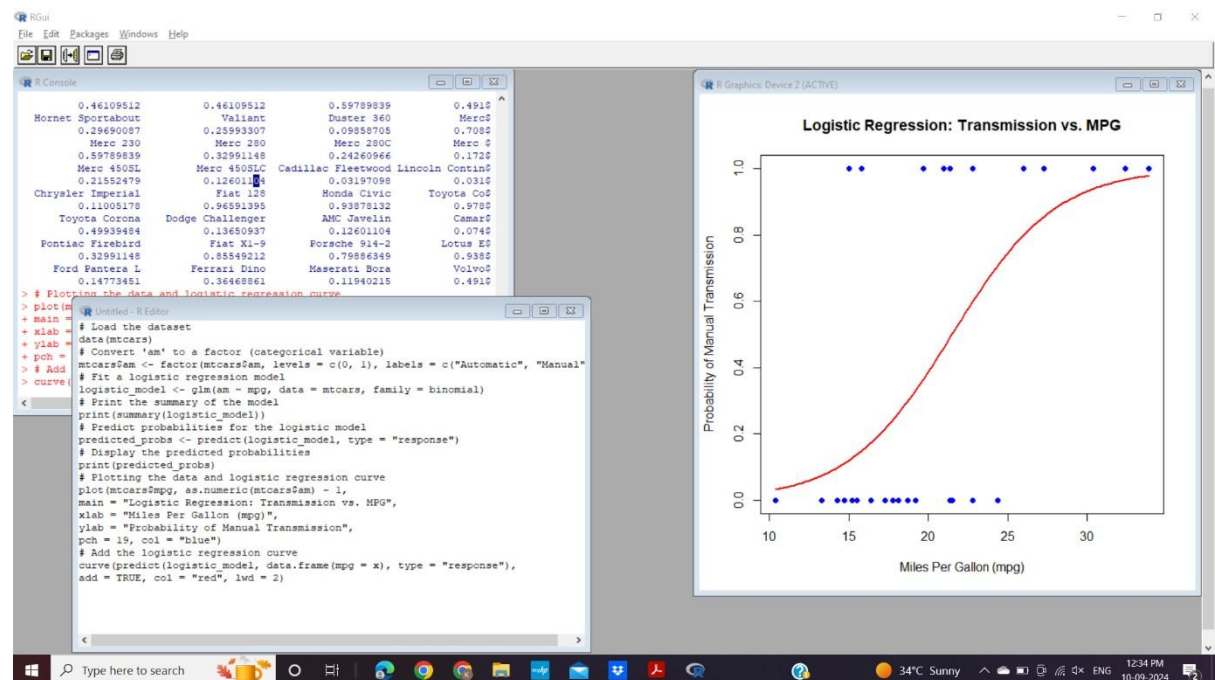 RGui
File Edit Packages Windows Help
R Console
0.46109512 0.46109512 0.59789839 0.491$
Hornet Sportabout Valiant Duster 360 Merc$
0.29690087 0.25993307 0.09858705 0.708$
Merc 230 Merc 280 Merc 280C Merc $
0.59789839 0.32991148 0.24260966 0.172$
Merc 450SL Merc 450SLC Cadillac Fleetwood Lincoln Contin$
0.21552479 0.12601104 0.03197098 0.031$
Chrysler Imperial Fiat 128 Honda Civic Toyota Co$
0.11005178 0.96591395 0.93878132 0.978$
Toyota Corona Dodge Challenger AMC Javelin Camar$
0.49939484 0.13650937 0.12601104 0.074$
Pontiac Firebird Fiat X1-9 Porsche 914-2 Lotus E$
0.32991148 0.85549212 0.79886349 0.938$
Ford Pantera L Ferrari Dino Maserati Bora Volvo$
0.14773451 0.36468861 0.11940215 0.491$
> # Plotting the data and logistic regression curve
> plot(m
+ main =
+ xlab =
+ ylab =
+ pch =
> # Add
> curve(
Untitled - R Editor
# Load the dataset
data(mtcars)
# Convert 'am' to a factor (categorical variable)
mtcars$am <- factor(mtcars$am, levels = c(0, 1), labels = c("Automatic", "Manual"
# Fit a logistic regression model
logistic_model <- glm(am ~ mpg, data = mtcars, family = binomial)
# Print the summary of the model
print(summary(logistic_model))
# Predict probabilities for the logistic model
predicted_probs <- predict(logistic_model, type = "response")
# Display the predicted probabilities
print(predicted_probs)
# Plotting the data and logistic regression curve
plot(mtcars$mpg, as.numeric(mtcars$am) - 1,
main = "Logistic Regression: Transmission vs. MPG",
xlab = "Miles Per Gallon (mpg)",
ylab = "Probability of Manual Transmission",
pch = 19, col = "blue")
# Add the logistic regression curve
curve(predict(logistic_model, data.frame(mpg = x), type = "response"),
add = TRUE, col = "red", lwd = 2)
R Graphics: Device 2 (ACTIVE)
Logistic Regression: Transmission vs. MPG
Probability of Manual Transmission
1.0
0.8
0.6
0.4
0.2
0.0
10 15 20 25 30
Miles Per Gallon (mpg)
Type here to search
34°C Sunny
ENG
12:34 PM
10-09-2024